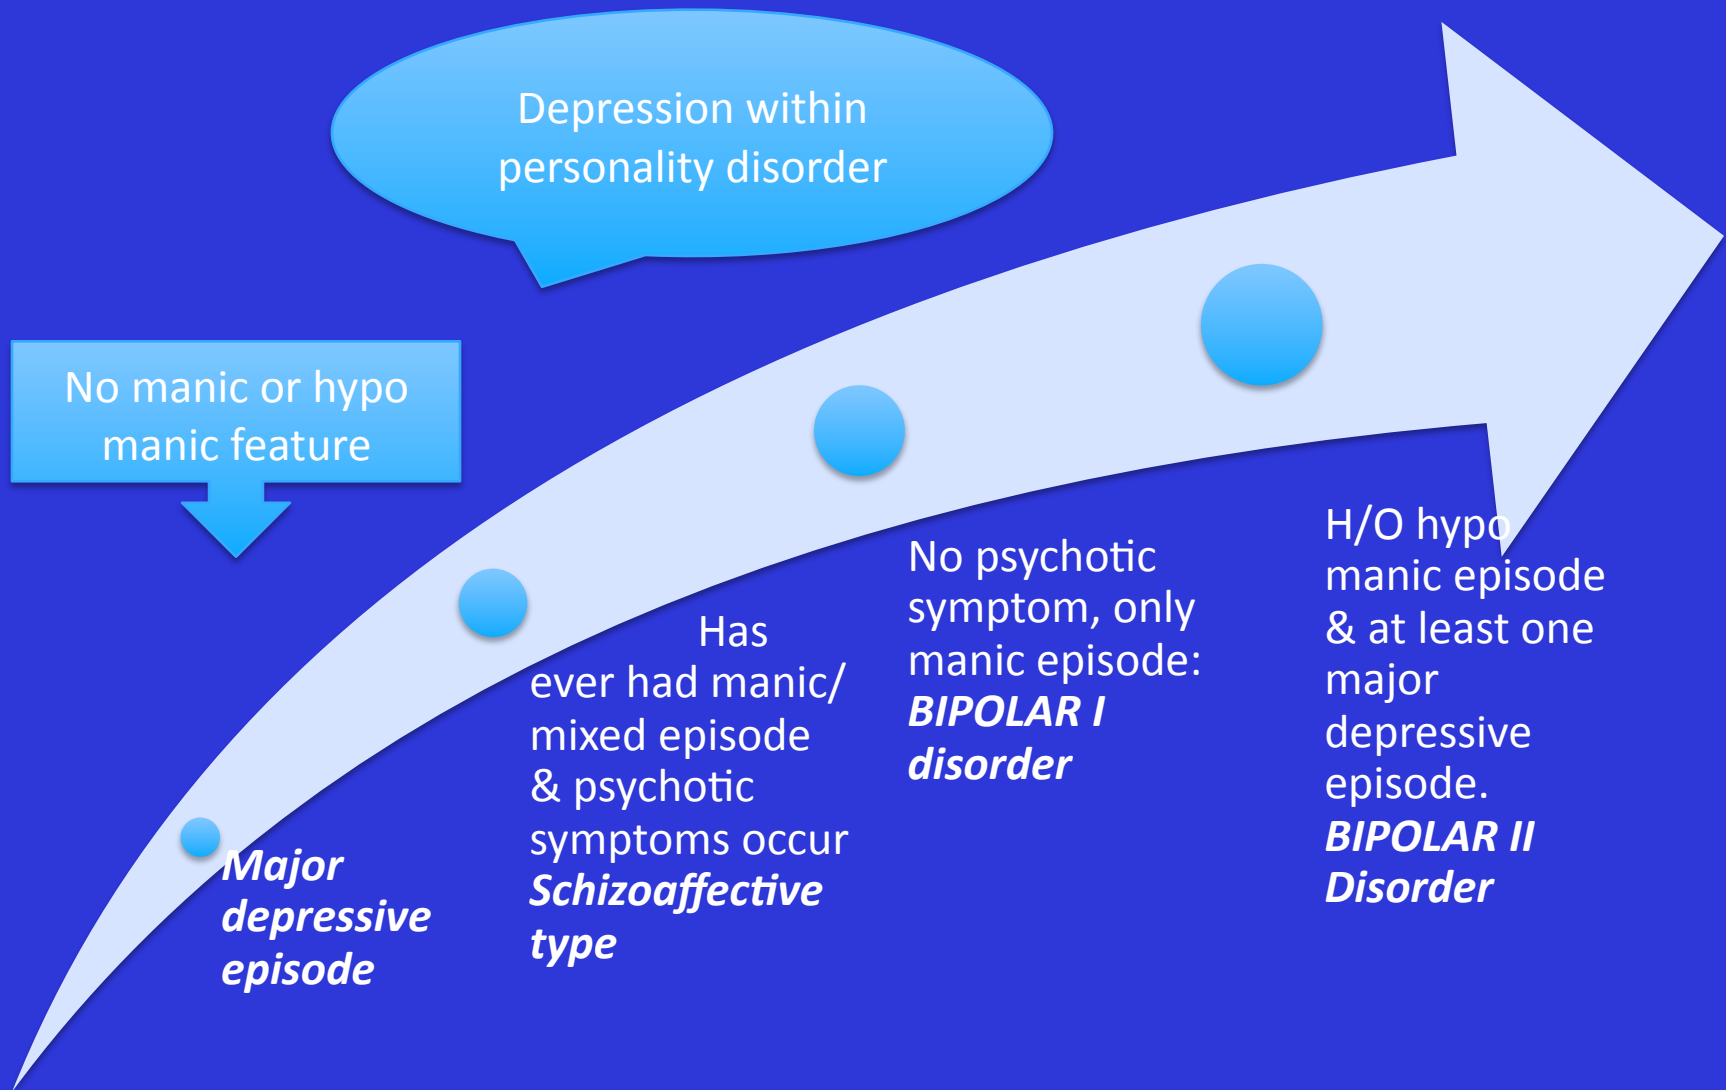 Depression within
personality disorder
No manic or hypo
manic feature
Major
depressive
episode
Has
ever had manic/
mixed episode
& psychotic
symptoms occur
Schizoaffective
type
No psychotic
symptom, only
manic episode:
BIPOLAR I
disorder
H/O hypo
manic episode
& at least one
major
depressive
episode.
BIPOLAR II
Disorder